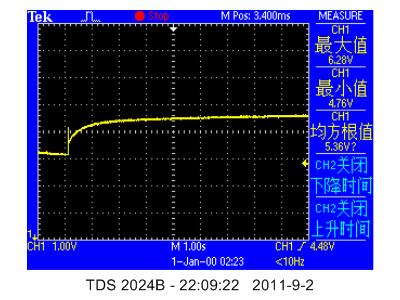 Tek Stop M Pos: 3.400ms MEASURE
CH1
最大值
6.28V
CH1
最小值
4.76V
CH1
均方根值
5.36V?
CH2关闭
下降时间
CH2关闭
上升时间
1
CH1 1.00V M 1.00s CH1 4.48V
1-Jan-00 02:23 <10Hz
TDS 2024B - 22:09:22 2011-9-2